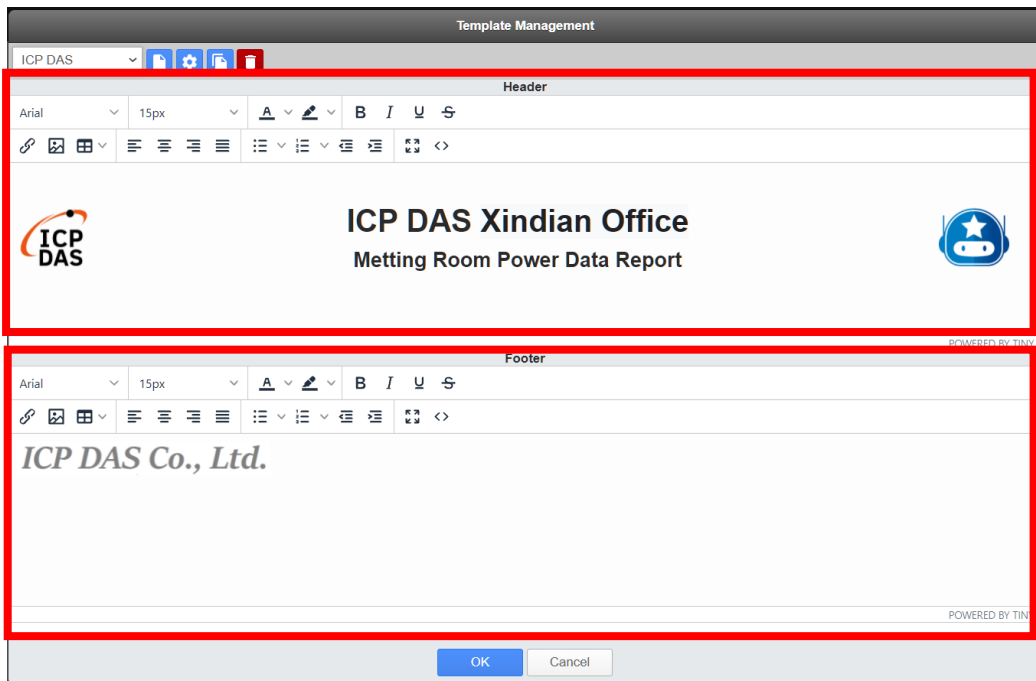 Template Management
ICP DAS
Header
Arial 15px A B I U S
ICP DAS
ICP DAS Xindian Office
Metting Room Power Data Report
POWERED BY TINY
Footer
Arial 15px A B I U S
ICP DAS Co., Ltd.
POWERED BY TIN
OK Cancel